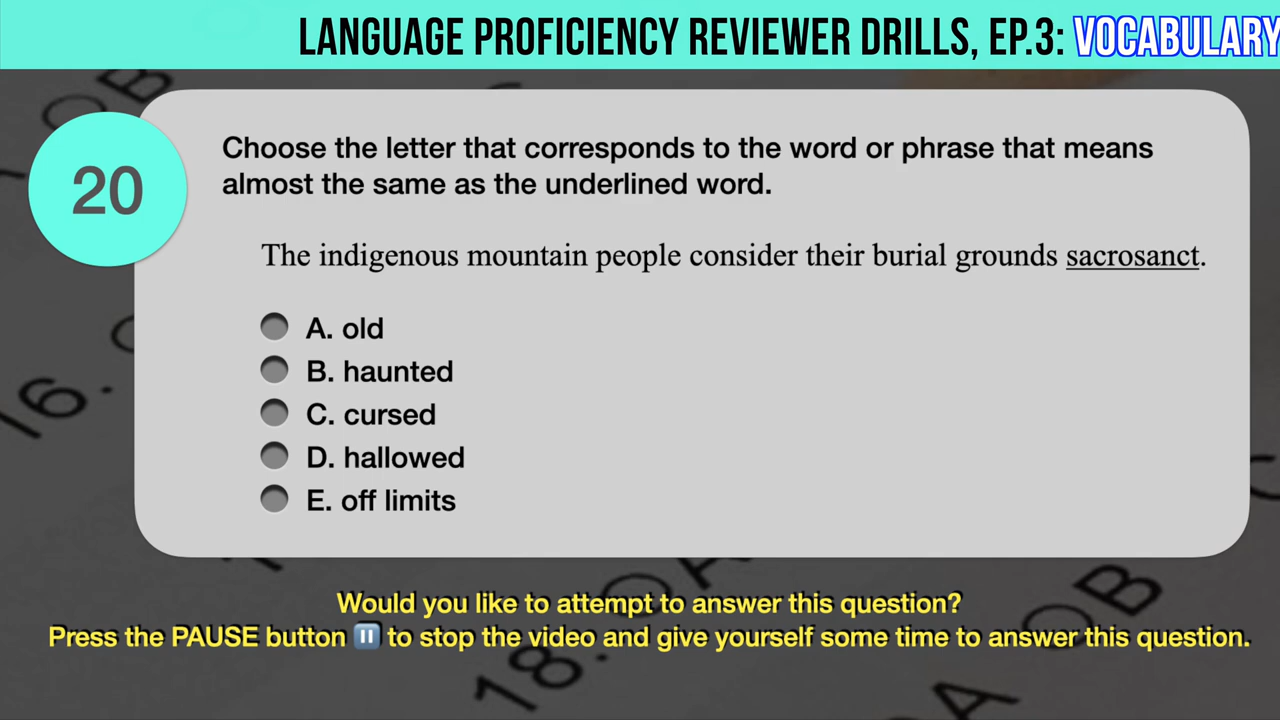 LANGUAGE PROFICIENCY REVIEWER DRILLS, EP.3: VOCABULARY
20
Choose the letter that corresponds to the word or phrase that means
almost the same as the underlined word.
The indigenous mountain people consider their burial grounds sacrosanct.
A. old
B. haunted
C. cursed
D. hallowed
E. off limits
Would you like to attempt to answer this question?
Press the PAUSE button ⏸ to stop the video and give yourself some time to answer this question.
16.
18.
A
B